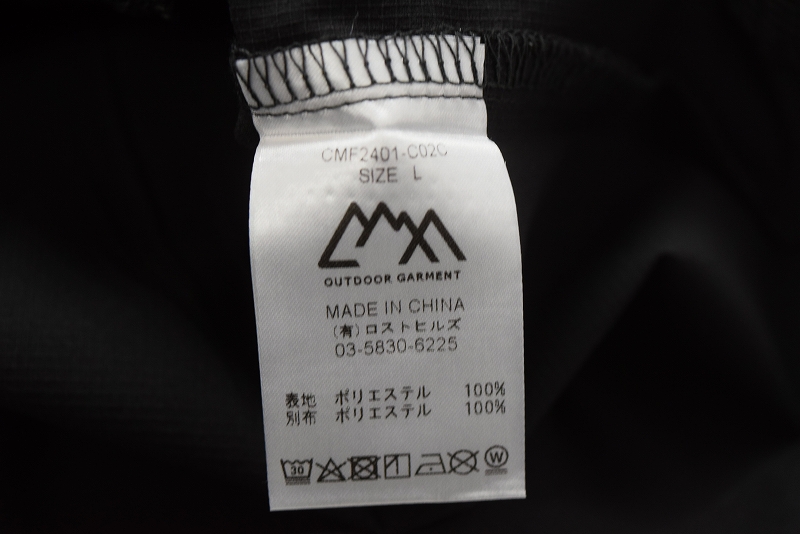 CMF2401-C02C
SIZE L
OUTDOOR GARMENT
MADE IN CHINA
(有)ロストヒルズ
03-5830-6225
表地 ポリエステル 100%
別布 ポリエステル 100%
30
W